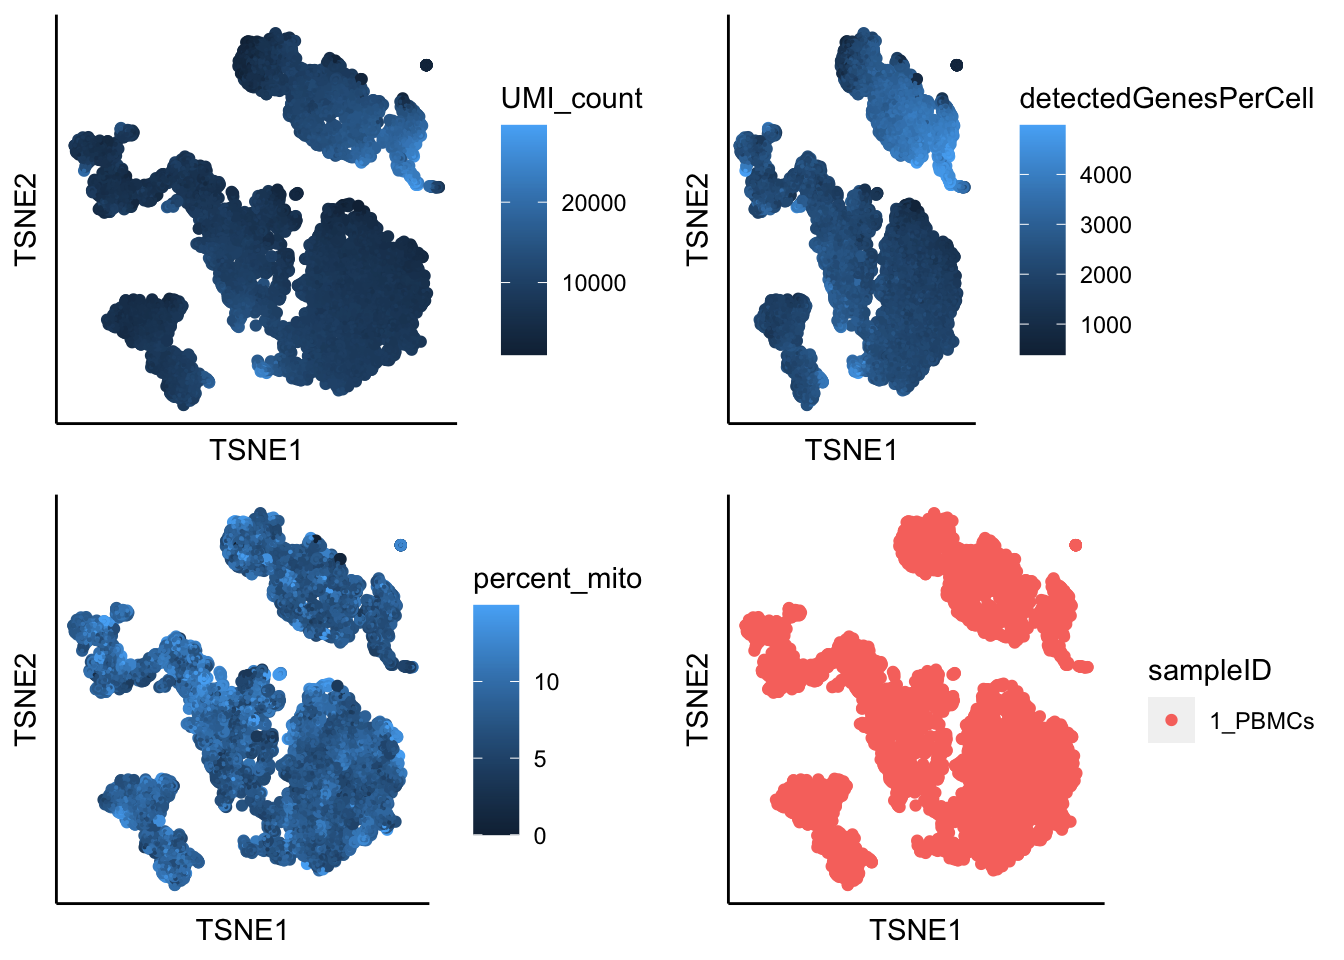 UMI_count
20000
10000
TSNE2
TSNE1
detectedGenesPerCell
4000
3000
2000
1000
TSNE2
TSNE1
percent_mito
10
5
0
TSNE2
TSNE1
sampleID
1_PBMCs
TSNE2
TSNE1